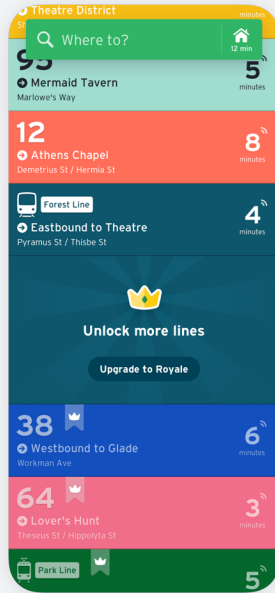 Theatre District
minutes
Where to?
12 min
95
5
Mermaid Tavern
minutes
Marlowe's Way
12
8
Athens Chapel
minutes
Demetrius St / Hermia St
Forest Line
4
Eastbound to Theatre
minutes
Pyramus St / Thisbe St
Unlock more lines
Upgrade to Royale
38
6
Westbound to Glade
minutes
Workman Ave
64
3
Lover's Hunt
minutes
Theseus St / Hippolyta St
Park Line
5